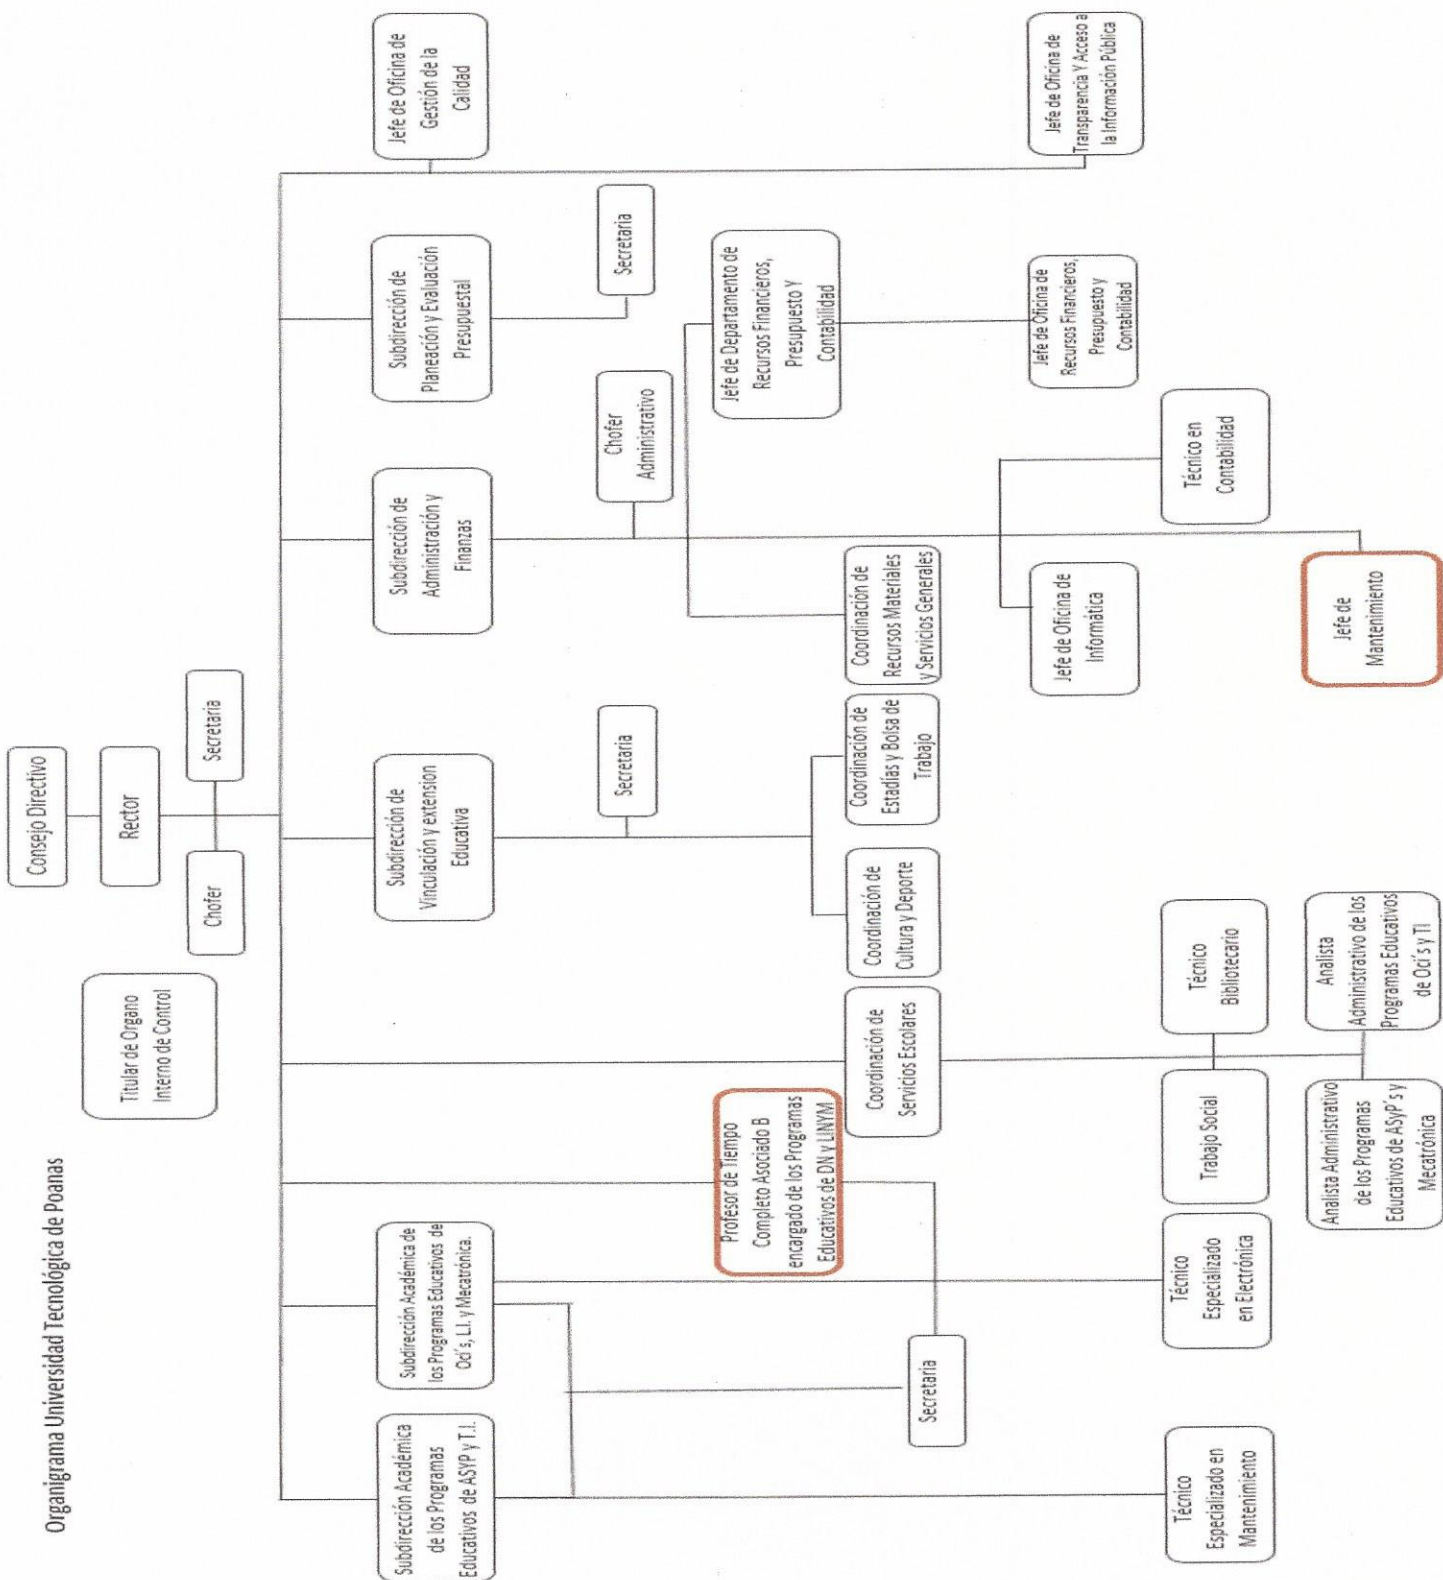 Organigrama Universidad Tecnológica de Poanas
Consejo Directivo
Rector
Titular de Organo
Interno de Control
Chofer
Secretaria
Subdirección Académica
de los Programas
Educativos de ASYP y T.I.
Subdirección Académica de
los Programas Educativos de
Oci´s, L.I. y Mecatrónica.
Subdirección de
Vinculación y extension
Educativa
Subdirección de
Administración y
Finanzas
Subdirección de
Planeación y Evaluación
Presupuestal
Jefe de Oficina de
Gestión de la
Calidad
Secretaria
Chofer
Administrativo
Secretaria
Profesor de Tiempo
Completo Asociado B
encargado de los Programas
Educativos de DN y LINYM
Jefe de Departamento de
Recursos Financieros,
Presupuesto Y
Contabilidad
Secretaria
Coordinación de
Servicios Escolares
Coordinación de
Cultura y Deporte
Coordinación de
Estadías y Bolsa de
Trabajo
Coordinación de
Recursos Materiales
y Servicios Generales
Jefe de Oficina de
Informática
Jefe de Oficina de
Recursos Financieros,
Presupuesto y
Contabilidad
Jefe de Oficina de
Transparencia Y Acceso a
la Información Pública
Técnico
Especializado en
Mantenimiento
Técnico
Especializado
en Electrónica
Trabajo Social
Técnico
Bibliotecario
Técnico en
Contabilidad
Analista Administrativo
de los Programas
Educativos de ASyP´s y
Mecatrónica
Analista
Administrativo de los
Programas Educativos
de Oci´s y TI
Jefe de
Mantenimiento